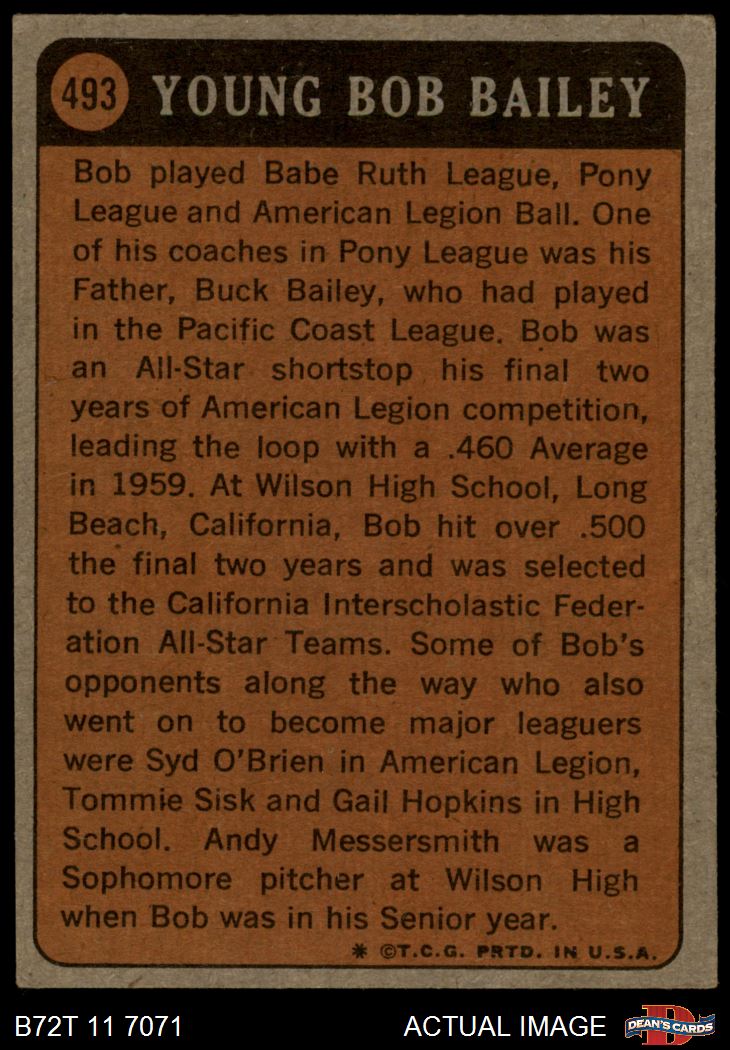 493 YOUNG BOB BAILEY
Bob played Babe Ruth League, Pony
League and American Legion Ball. One
of his coaches in Pony League was his
Father, Buck Bailey, who had played
in the Pacific Coast League. Bob was
an All-Star shortstop his final two
years of American Legion competition,
leading the loop with a .460 Average
in 1959. At Wilson High School, Long
Beach, California, Bob hit over .500
the final two years and was selected
to the California Interscholastic Feder-
ation All-Star Teams. Some of Bob's
opponents along the way who also
went on to become major leaguers
were Syd O'Brien in American Legion,
Tommie Sisk and Gail Hopkins in High
School. Andy Messersmith was a
Sophomore pitcher at Wilson High
when Bob was in his Senior year.
* ©T.C.G. PRTD. IN U.S.A.
B72T 11 7071 ACTUAL IMAGE D DEAN'S CARDS